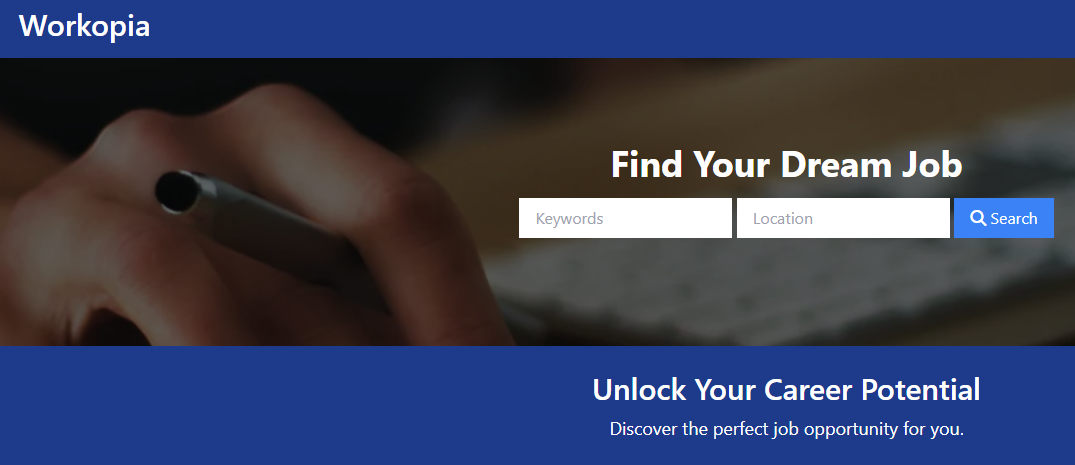 Workopia
Find Your Dream Job
Keywords
Location
Search
Unlock Your Career Potential
Discover the perfect job opportunity for you.